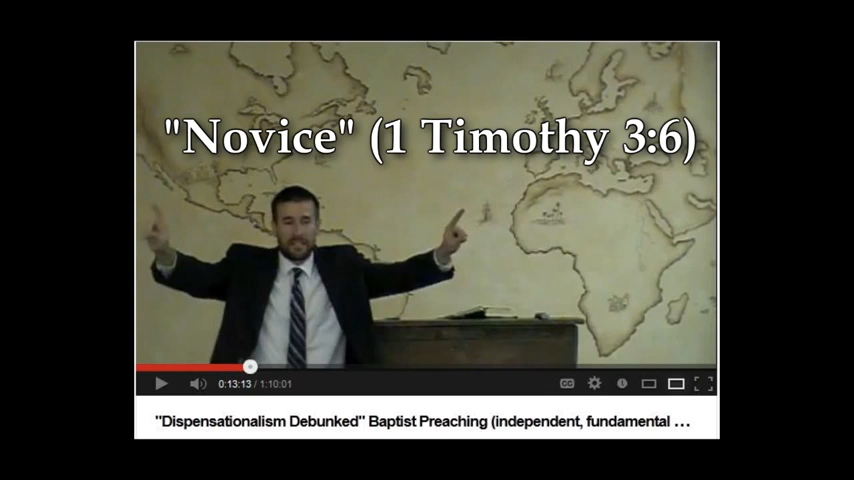 "Novice" (1 Timothy 3:6)
0:13:13 / 1:10:01
CC
"Dispensationalism Debunked" Baptist Preaching (independent, fundamental ...